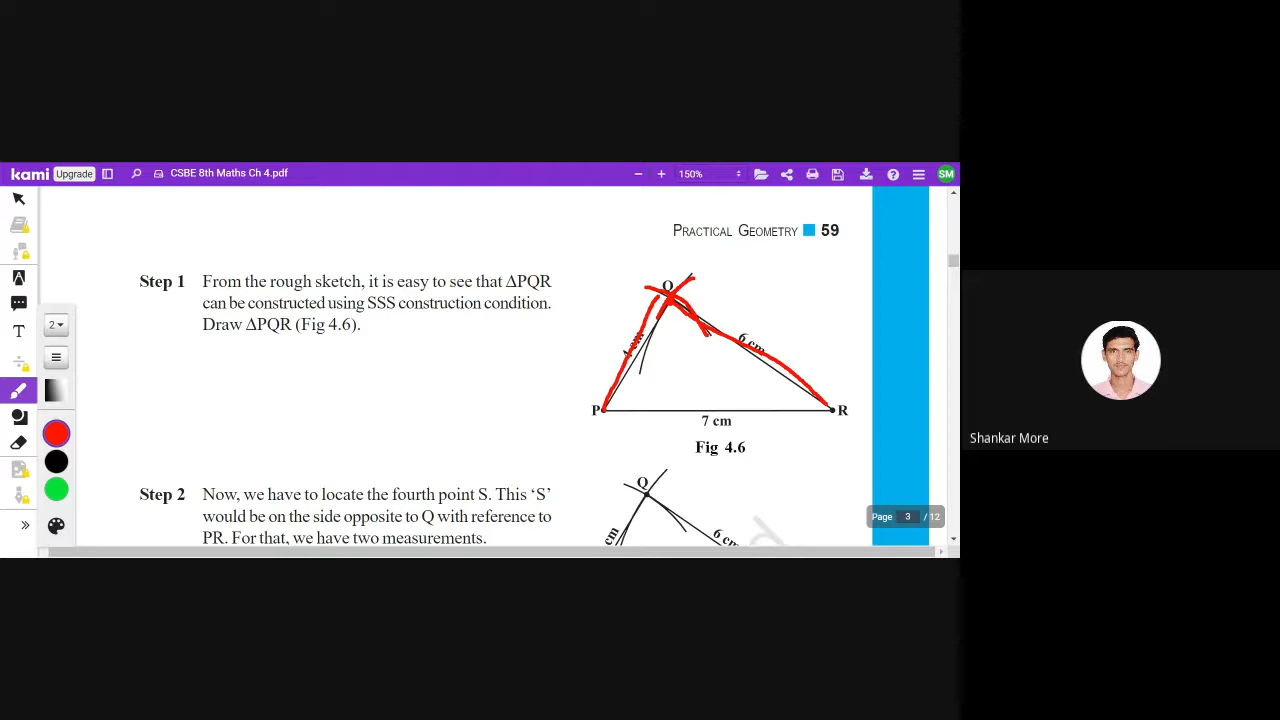 kami Upgrade CSBE 8th Maths Ch 4.pdf 150% SM
PRACTICAL GEOMETRY 59
Step 1 From the rough sketch, it is easy to see that ΔPQR
can be constructed using SSS construction condition.
Draw ΔPQR (Fig 4.6).
Q
6 cm
P R
7 cm
Fig 4.6
Step 2 Now, we have to locate the fourth point S. This ‘S’
would be on the side opposite to Q with reference to
PR. For that, we have two measurements.
Q
cm
6 cm
2
T
Page 3 / 12
Shankar More